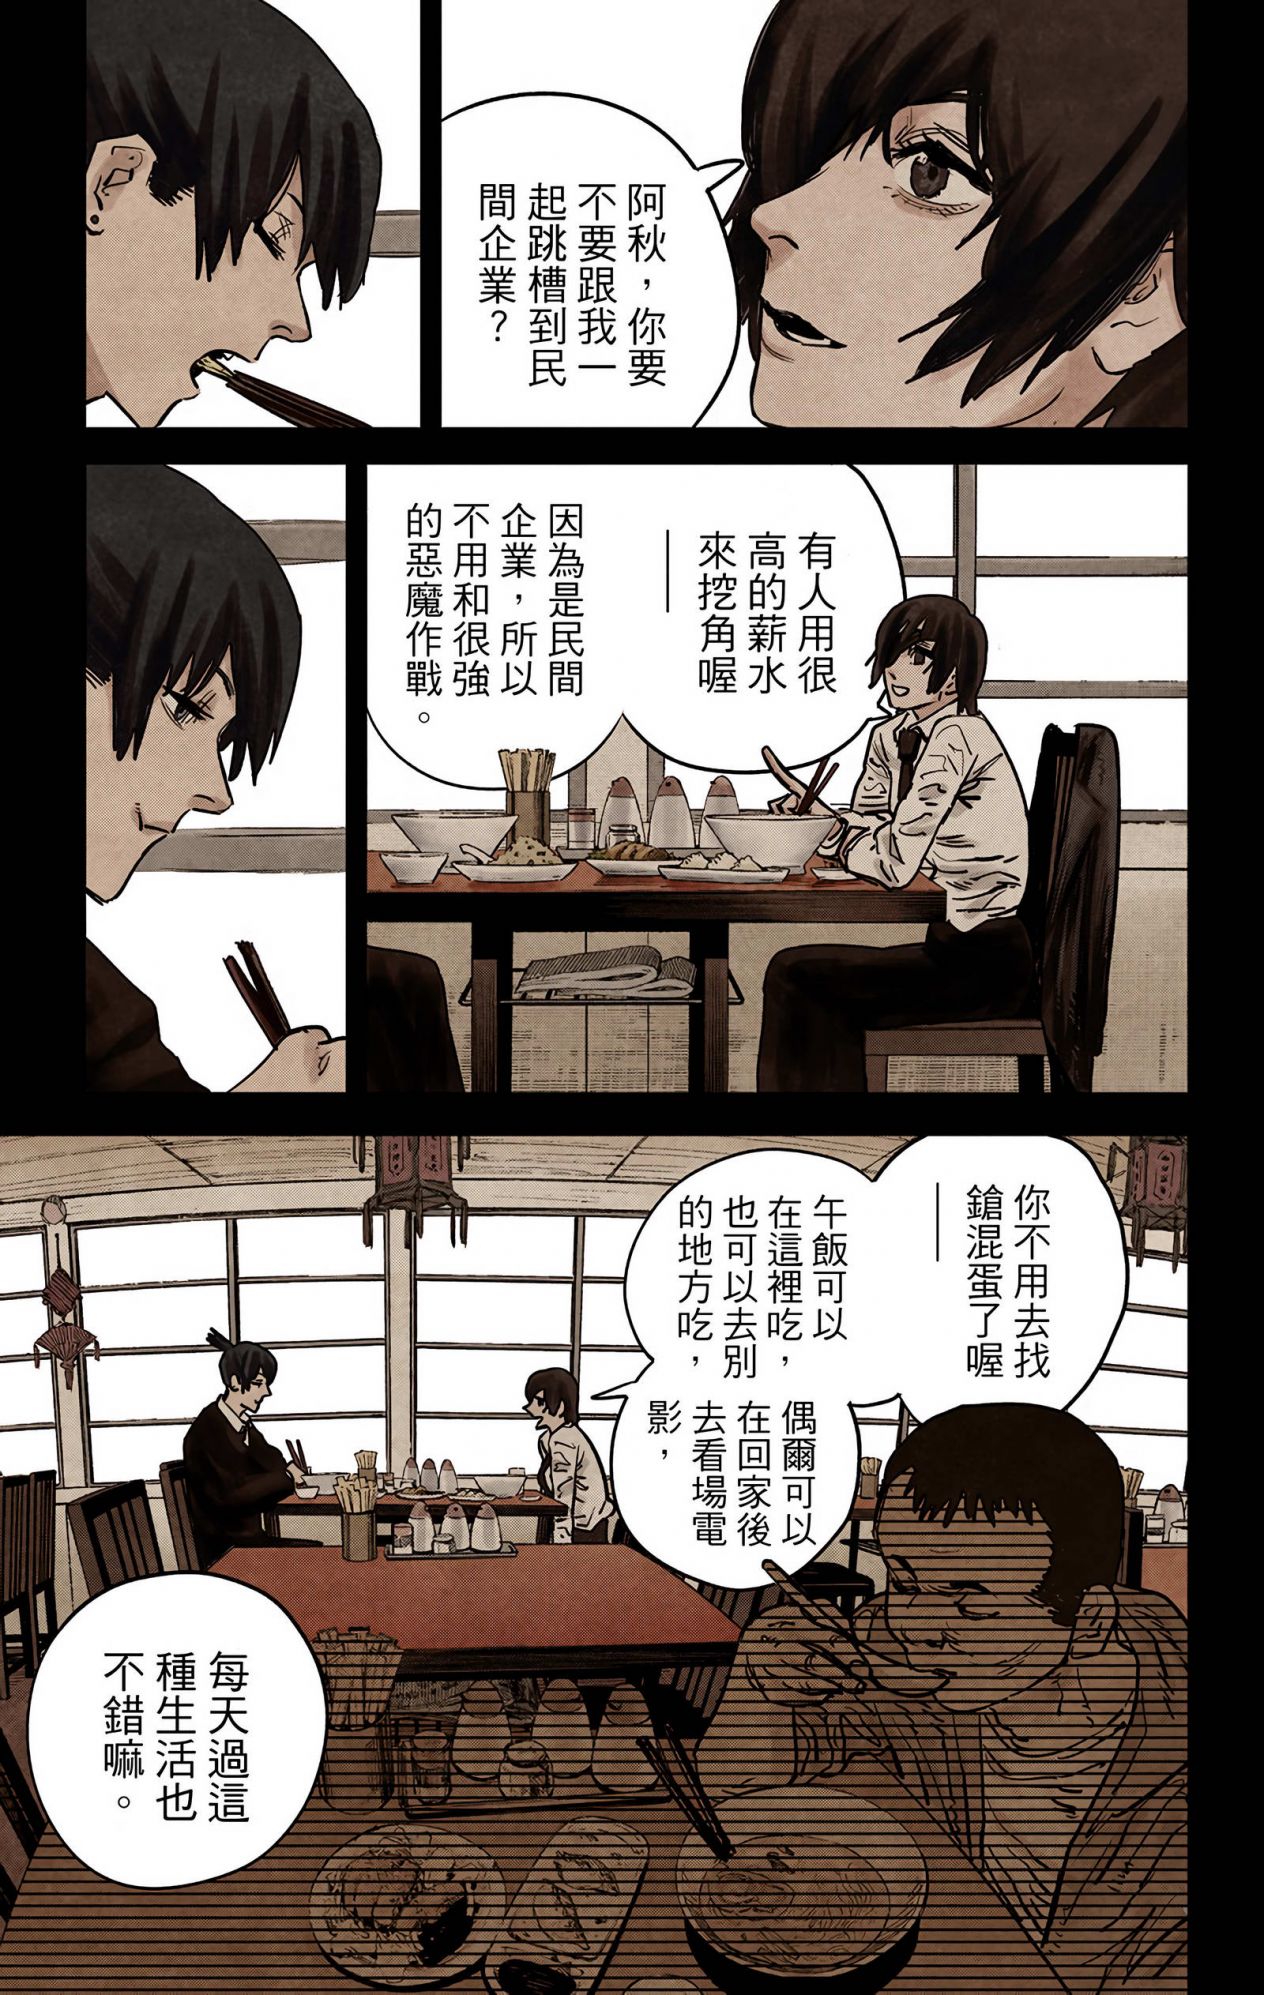 阿秋，你要
不要跟我一
起跳槽到民
間企業？
有人用很
高的薪水
來挖角喔
——
因為是民間
企業，所以
不用和很強
的惡魔作戰。
你不用去找
鎗混蛋了喔
——
午飯可以
在這裡吃，
也可以去別
的地方吃，
偶爾可以
在回家後
去看場電
影，
每天過這
種生活也
不錯嘛。